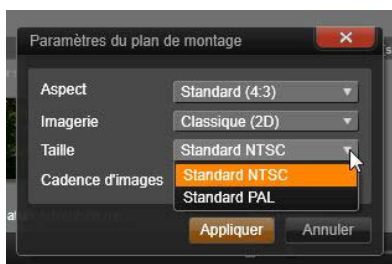 Paramètres du plan de montage
Aspect
Standard (4:3)
Imagerie
Classique (2D)
Taille
Standard NTSC
Standard NTSC
Cadence d'images
Standard PAL
Appliquer
Annuler